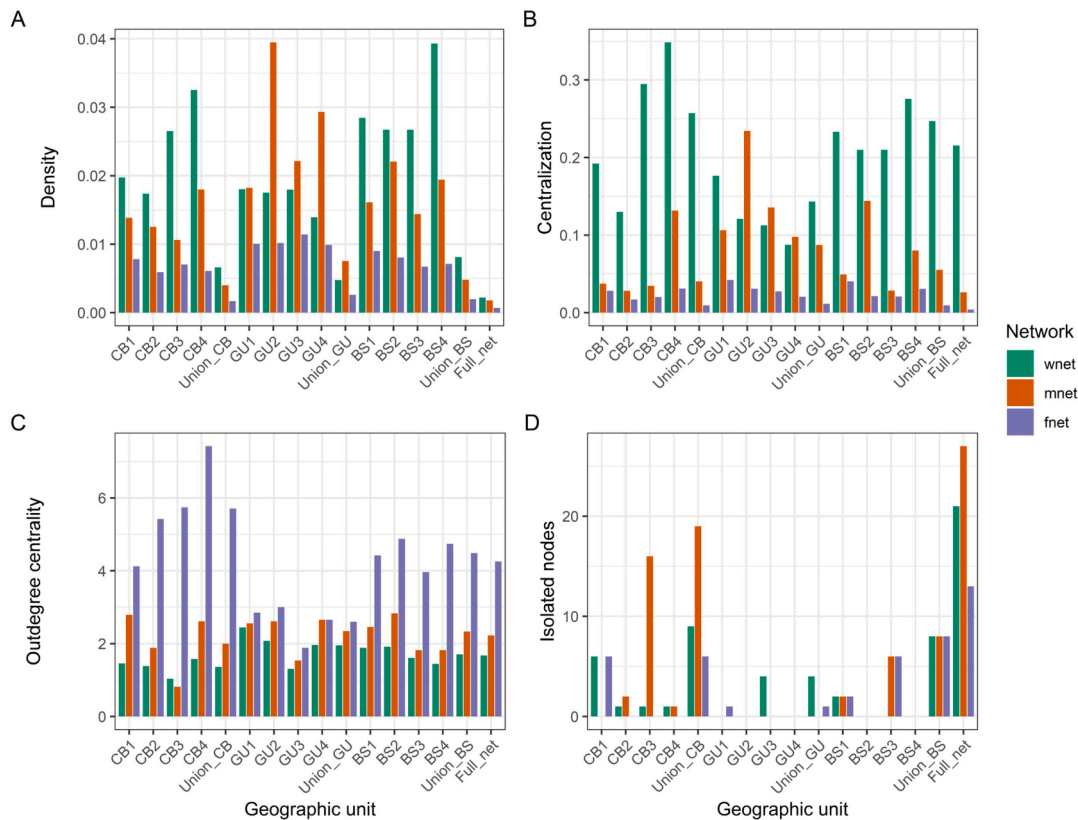 A
Density
0.04
0.03
0.02
0.01
0.00
CB1
CB2
CB3
CB4
Union_CB
GU1
GU2
GU3
GU4
Union_GU
BS1
BS2
BS3
BS4
Union_BS
Full_net
B
Centralization
0.3
0.2
0.1
0.0
CB1
CB2
CB3
CB4
Union_CB
GU1
GU2
GU3
GU4
Union_GU
BS1
BS2
BS3
BS4
Union_BS
Full_net
Network
wnet
mnet
fnet
C
Outdegree centrality
6
4
2
0
CB1
CB2
CB3
CB4
Union_CB
GU1
GU2
GU3
GU4
Union_GU
BS1
BS2
BS3
BS4
Union_BS
Full_net
Geographic unit
D
Isolated nodes
20
10
0
CB1
CB2
CB3
CB4
Union_CB
GU1
GU2
GU3
GU4
Union_GU
BS1
BS2
BS3
BS4
Union_BS
Full_net
Geographic unit